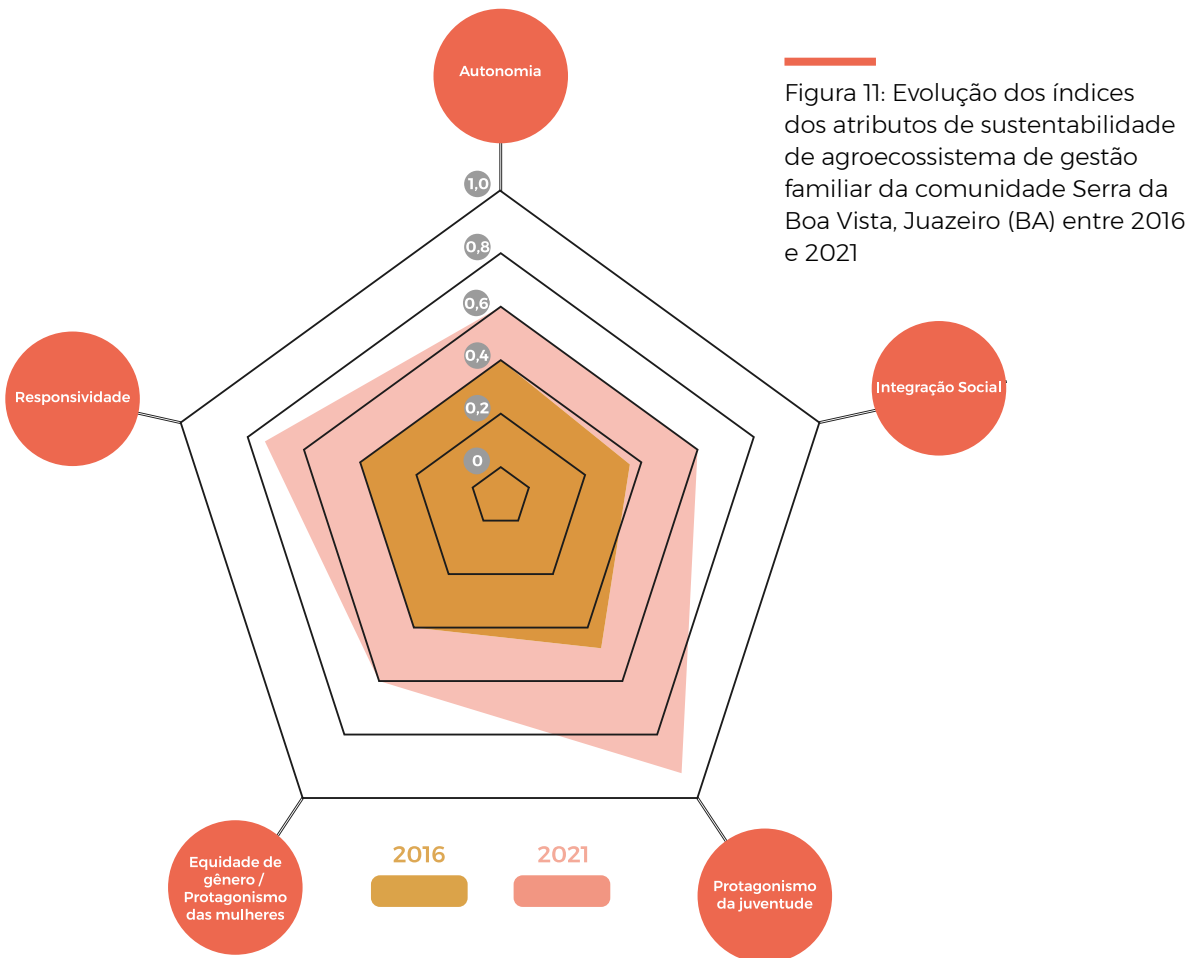 Autonomia
Figura 11: Evolução dos índices
dos atributos de sustentabilidade
de agroecossistema de gestão
familiar da comunidade Serra da
Boa Vista, Juazeiro (BA) entre 2016
e 2021
1,0
0,8
0,6
0,4
0,2
0
Responsividade
Integração Social
Equidade de
gênero /
Protagonismo
das mulheres
2016
2021
Protagonismo
da juventude